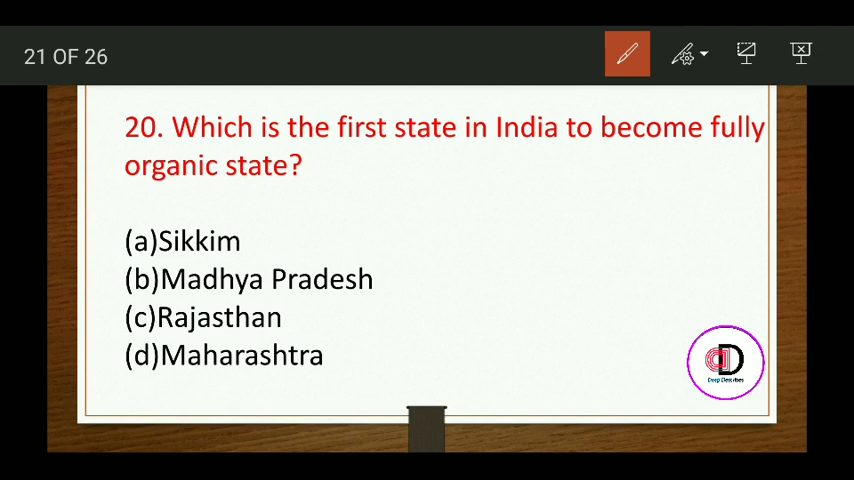 21 OF 26
20. Which is the first state in India to become fully
organic state?
(a)Sikkim
(b)Madhya Pradesh
(c)Rajasthan
(d)Maharashtra
Deep Describes